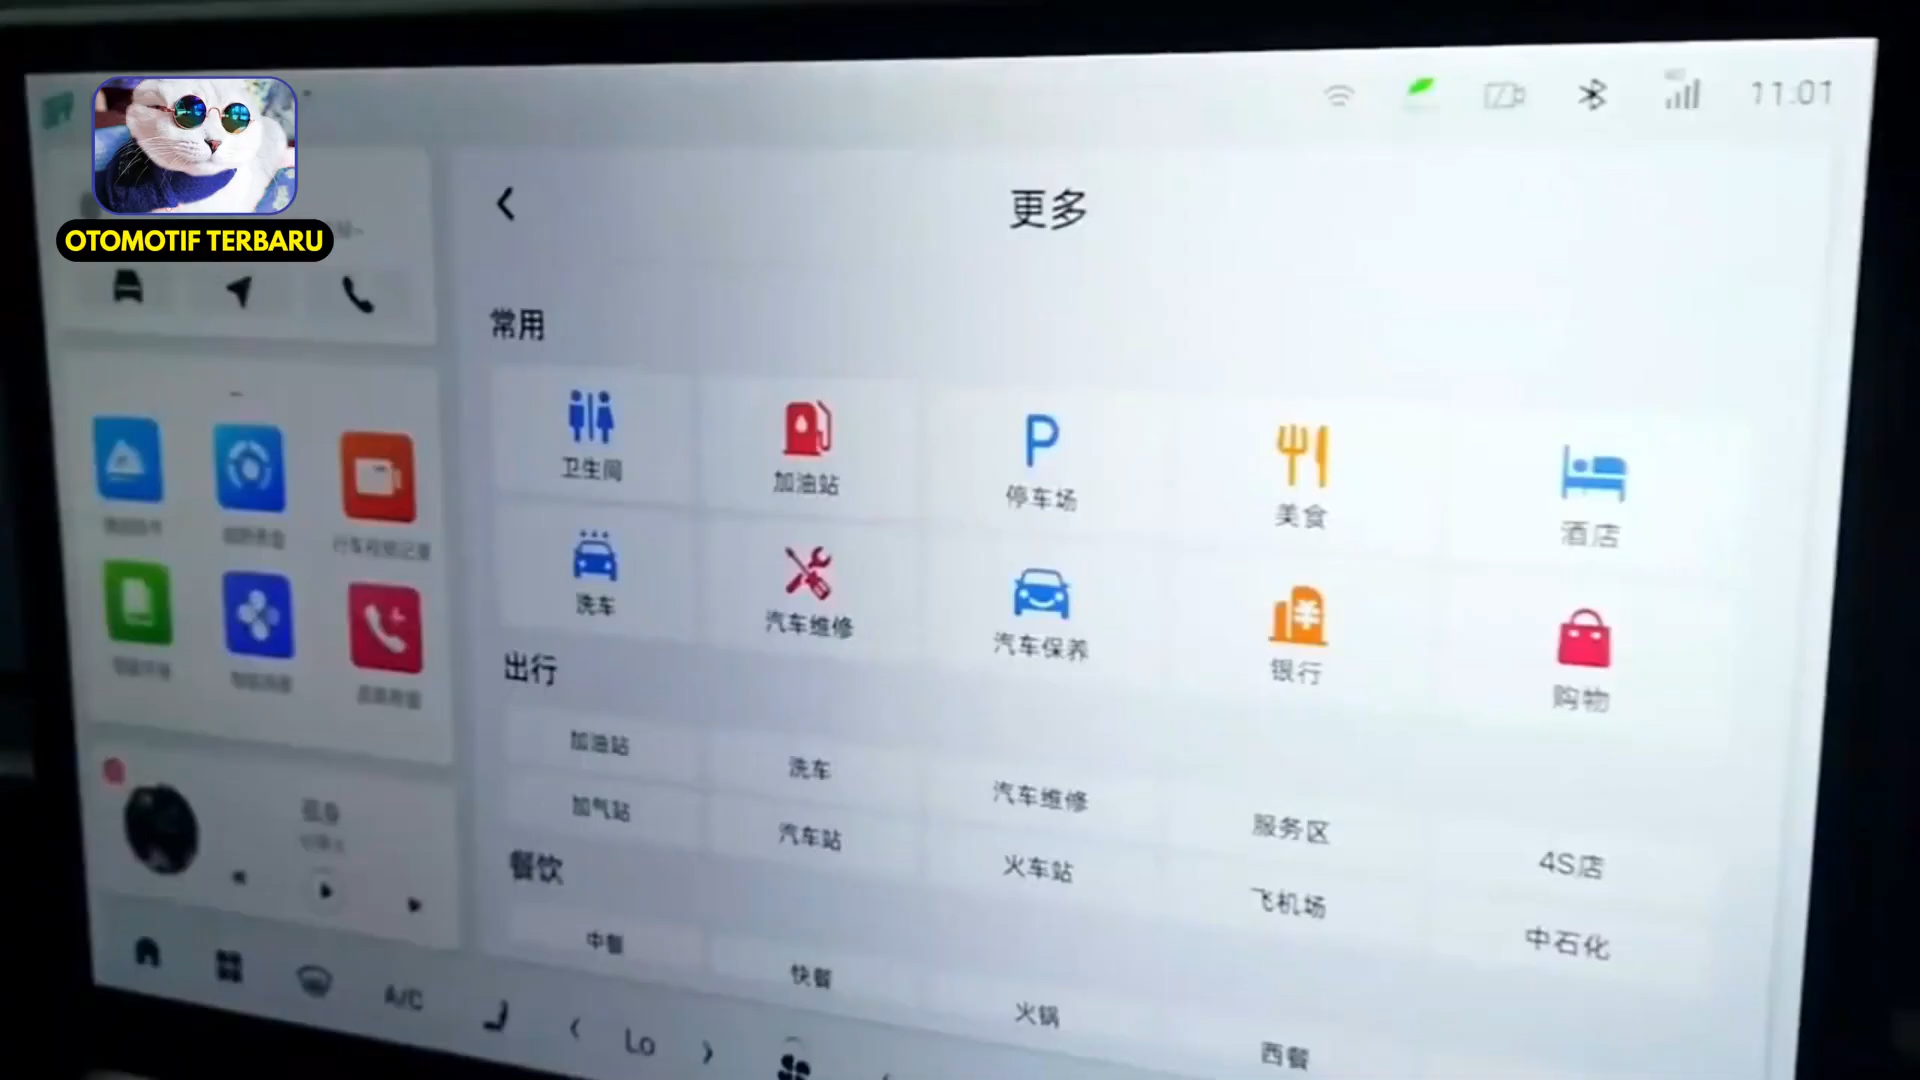 11:01
OTOMOTIF TERBARU
更多
常用
卫生间
加油站
停车场
美食
酒店
洗车
汽车维修
汽车保养
银行
购物
出行
加油站
洗车
汽车维修
服务区
4S店
加气站
汽车站
火车站
飞机场
中石化
餐饮
中餐
快餐
火锅
西餐
A/C
Lo